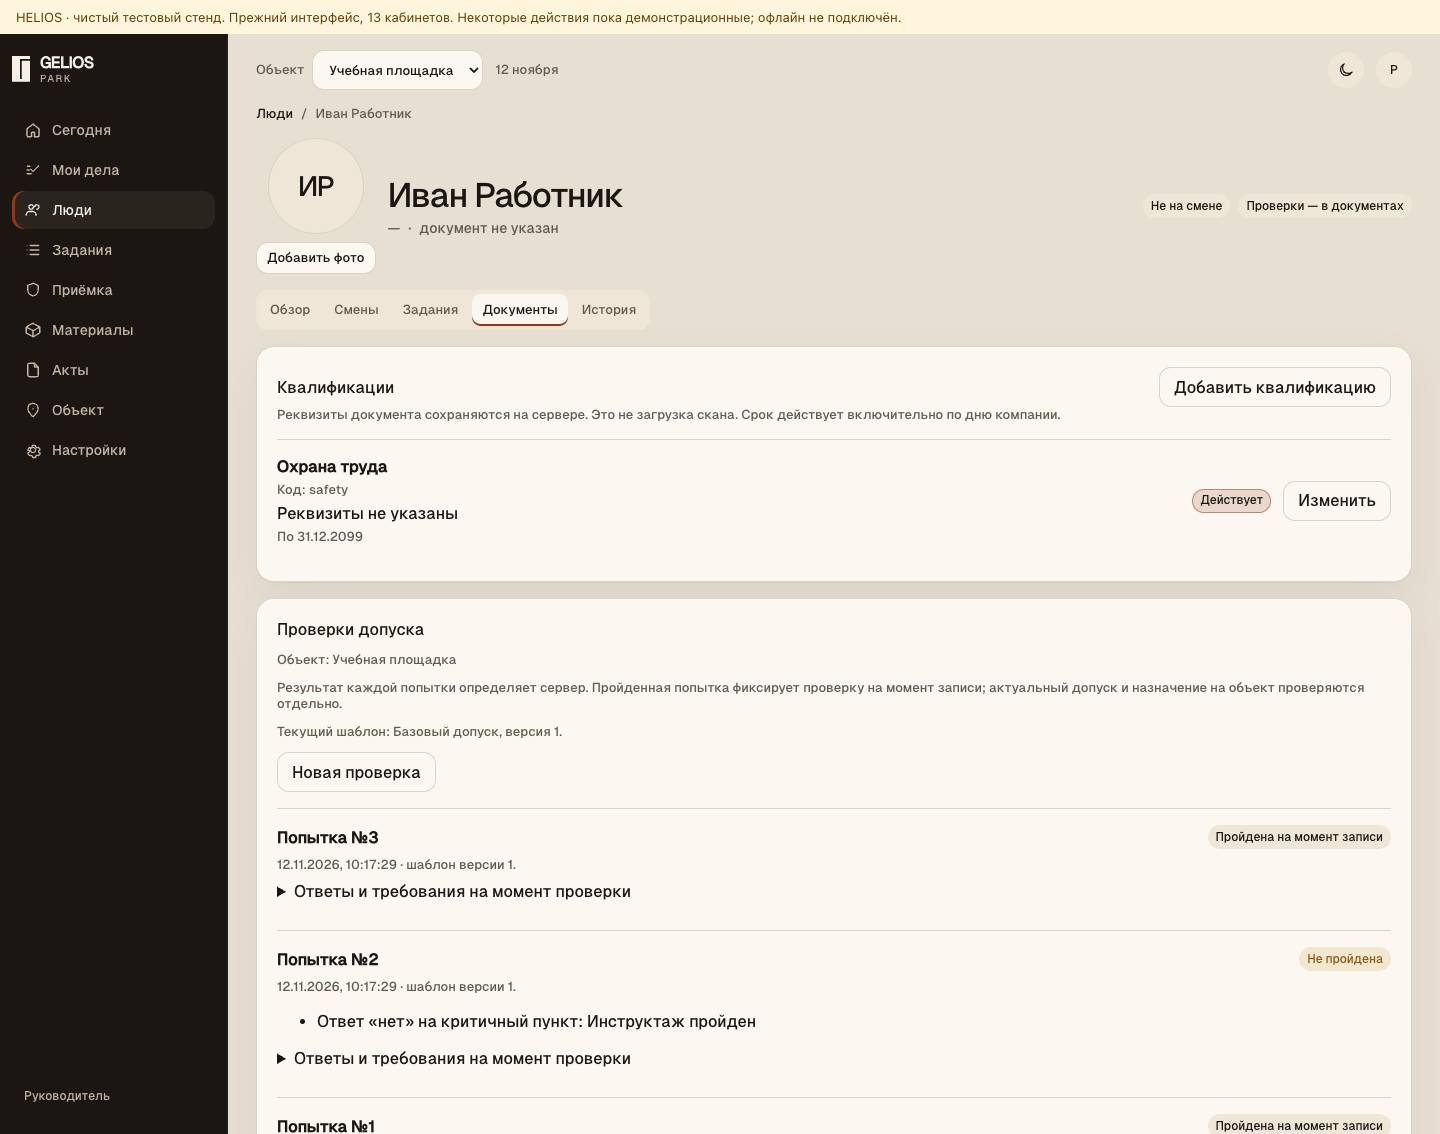 HELIOS · чистый тестовый стенд. Прежний интерфейс, 13 кабинетов. Некоторые действия пока демонстрационные; офлайн не подключён.
GELIOS
PARK
Сегодня
Мои дела
Люди
Задания
Приёмка
Материалы
Акты
Объект
Настройки
Руководитель
Объект
Учебная площадка
12 ноября
Р
Люди / Иван Работник
ИР
Иван Работник
— · документ не указан
Не на смене
Проверки — в документах
Добавить фото
Обзор
Смены
Задания
Документы
История
Квалификации
Добавить квалификацию
Реквизиты документа сохраняются на сервере. Это не загрузка скана. Срок действует включительно по дню компании.
Охрана труда
Код: safety
Реквизиты не указаны
По 31.12.2099
Действует
Изменить
Проверки допуска
Объект: Учебная площадка
Результат каждой попытки определяет сервер. Пройденная попытка фиксирует проверку на момент записи; актуальный допуск и назначение на объект проверяются
отдельно.
Текущий шаблон: Базовый допуск, версия 1.
Новая проверка
Попытка №3
Пройдена на момент записи
12.11.2026, 10:17:29 · шаблон версии 1.
Ответы и требования на момент проверки
Попытка №2
Не пройдена
12.11.2026, 10:17:29 · шаблон версии 1.
• Ответ «нет» на критичный пункт: Инструктаж пройден
Ответы и требования на момент проверки
Попытка №1
Пройдена на момент записи